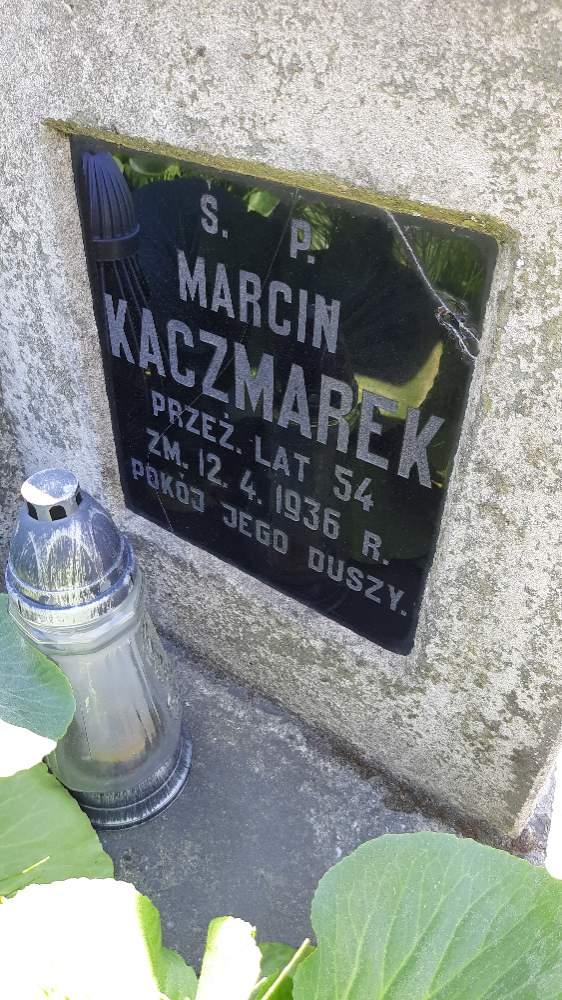 Ś. P.
MARCIN
KACZMAREK
PRZEŻ. LAT 54
ZM. 12. 4. 1936 R.
POKÓJ JEGO DUSZY.